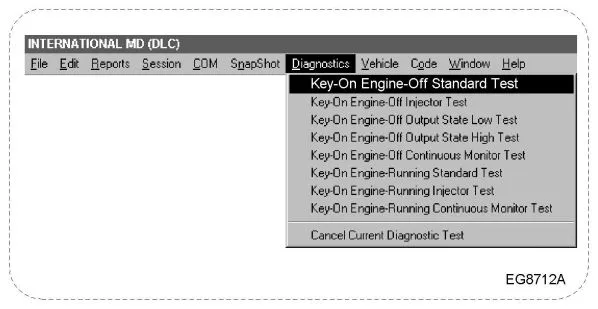 INTERNATIONAL MD (DLC)
File Edit Reports Session COM SnapShot Diagnostics Vehicle Code Window Help
Key-On Engine-Off Standard Test
Key-On Engine-Off Injector Test
Key-On Engine-Off Output State Low Test
Key-On Engine-Off Output State High Test
Key-On Engine-Off Continuous Monitor Test
Key-On Engine-Running Standard Test
Key-On Engine-Running Injector Test
Key-On Engine-Running Continuous Monitor Test
Cancel Current Diagnostic Test
EG8712A